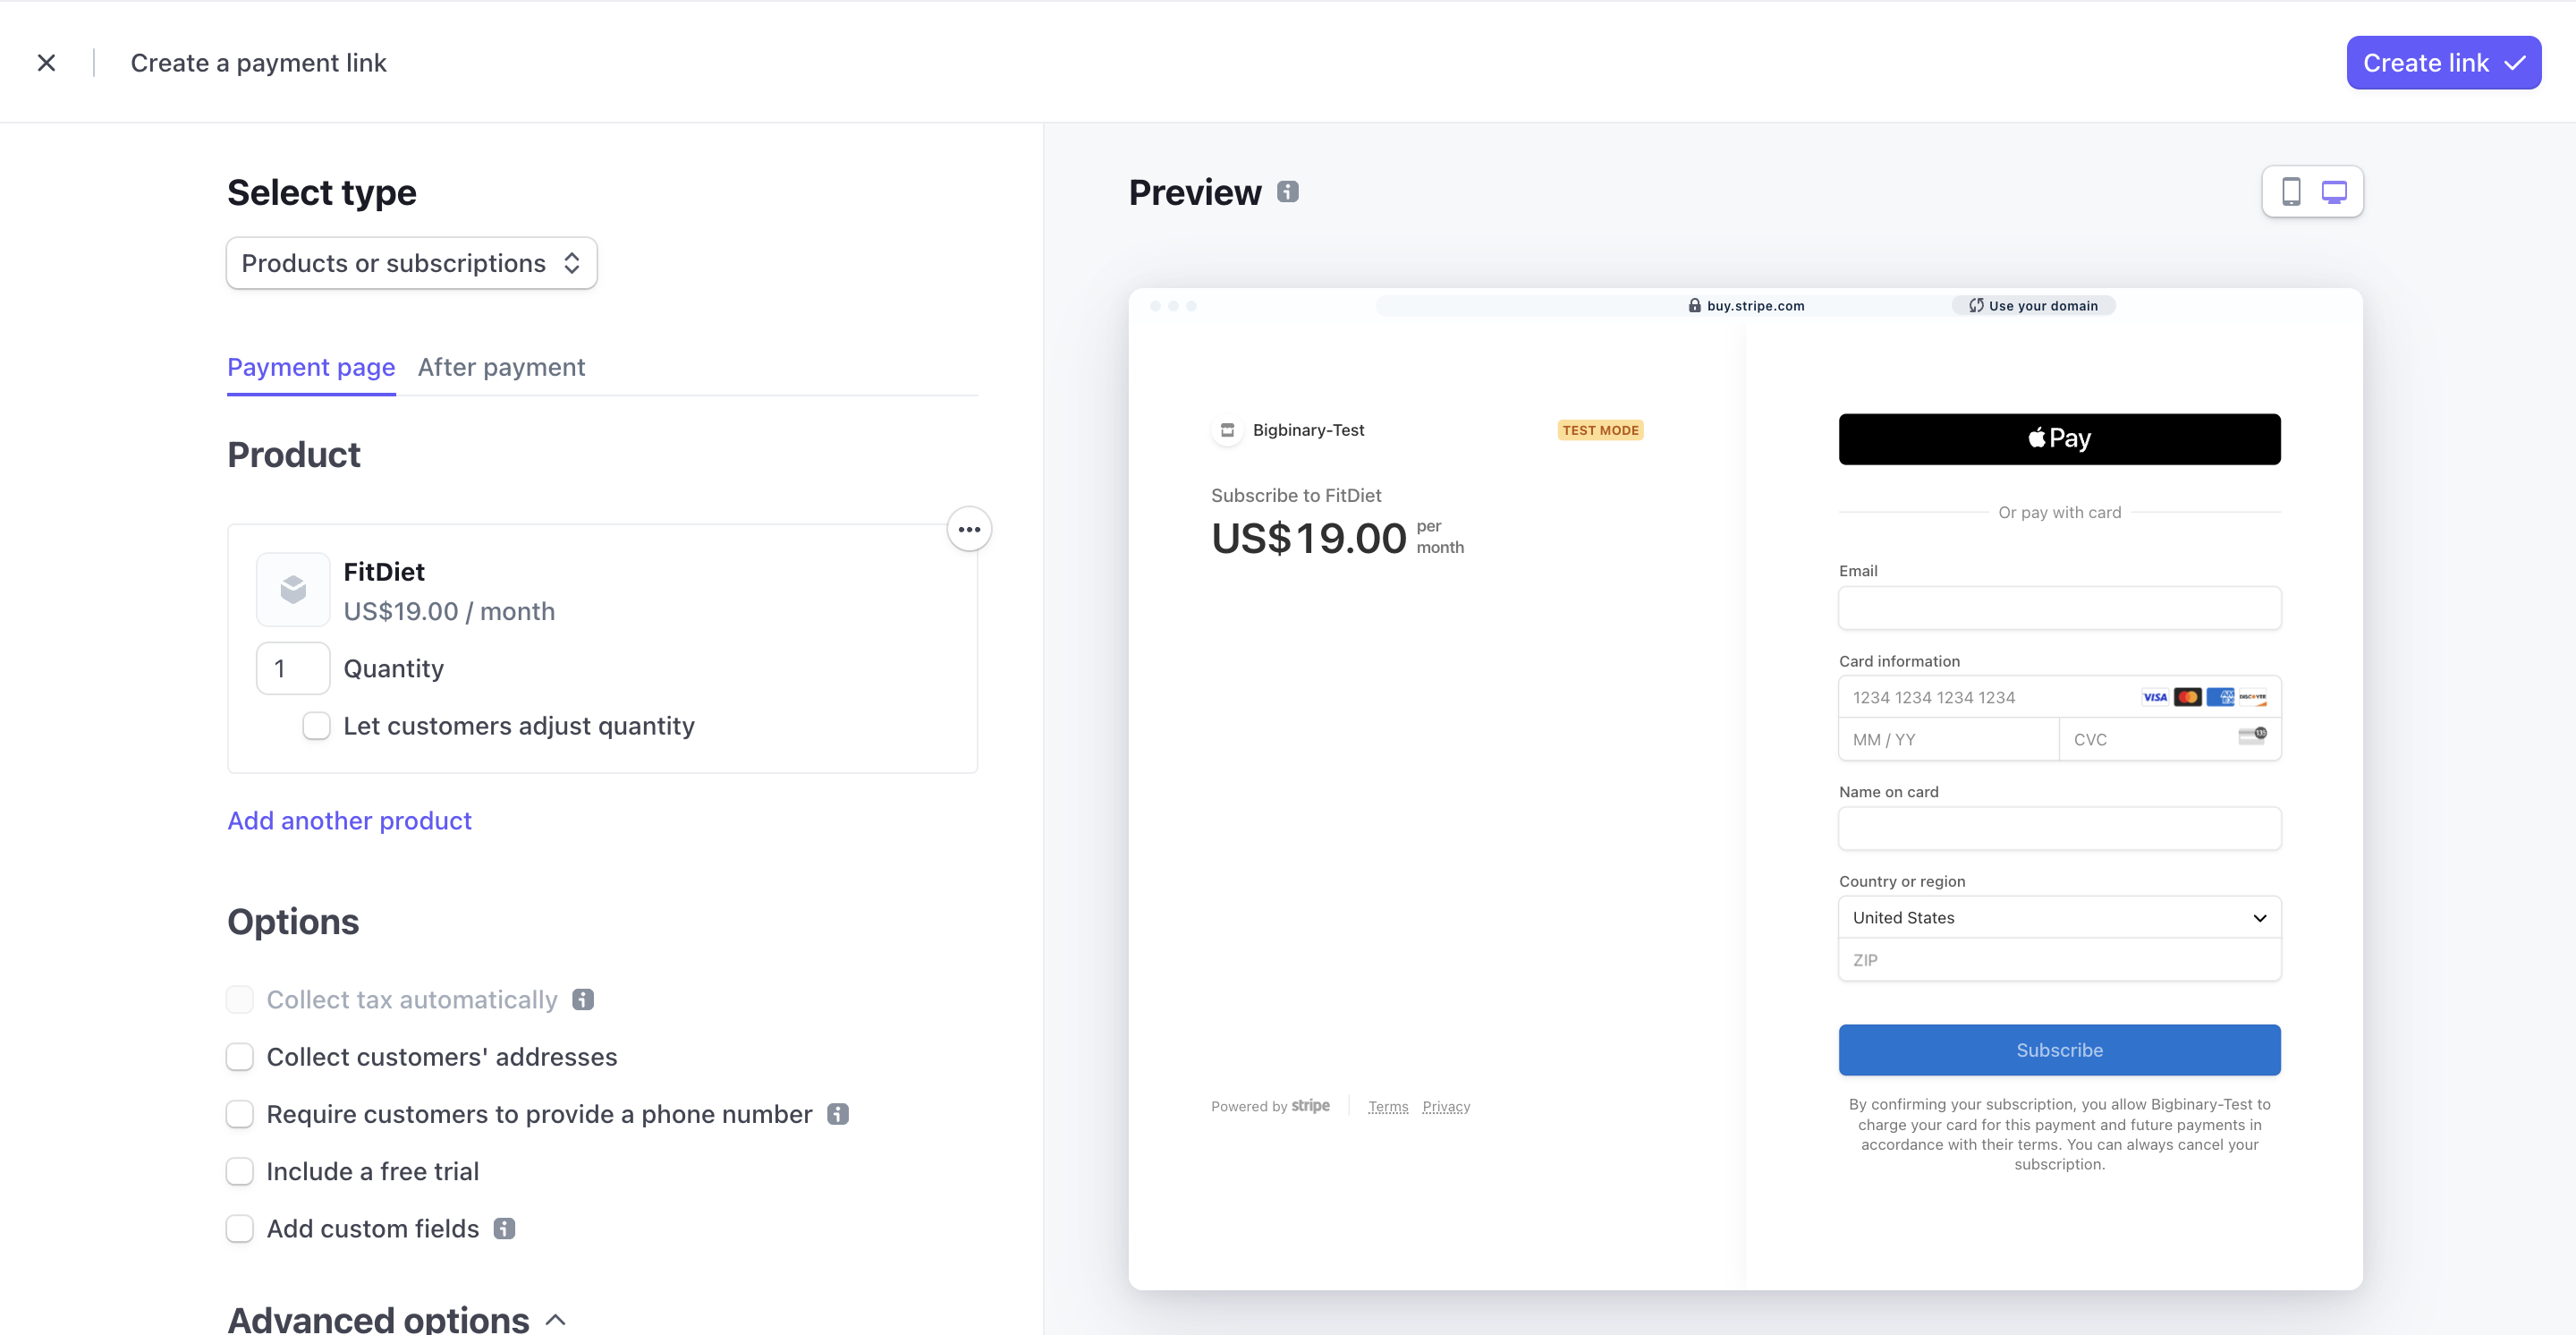 Create a payment link
Create link
Select type
Products or subscriptions
Payment page After payment
Product
FitDiet
US$19.00 / month
1 Quantity
Let customers adjust quantity
Add another product
Options
Collect tax automatically
Collect customers' addresses
Require customers to provide a phone number
Include a free trial
Add custom fields
Advanced options
Preview
buy.stripe.com
Use your domain
Bigbinary-Test
TEST MODE
Subscribe to FitDiet
US$19.00 per
month
Powered by stripe
Terms Privacy
Pay
Or pay with card
Email
Card information
1234 1234 1234 1234
VISA
AM
EX
DISCOVER
MM / YY
CVC
135
Name on card
Country or region
United States
ZIP
Subscribe
By confirming your subscription, you allow Bigbinary-Test to
charge your card for this payment and future payments in
accordance with their terms. You can always cancel your
subscription.